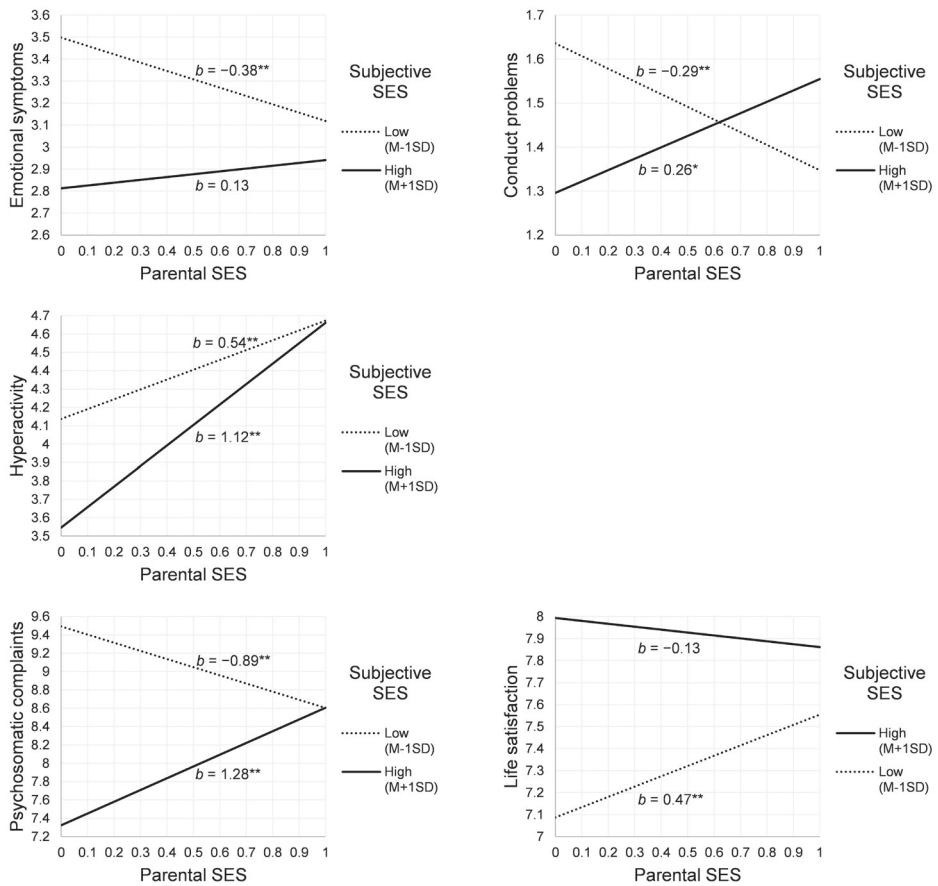 3.6
3.5
3.4
3.3
3.2
3.1
3
2.9
2.8
2.7
2.6
Emotional symptoms
b = −0.38**
b = 0.13
0 0.1 0.2 0.3 0.4 0.5 0.6 0.7 0.8 0.9 1
Parental SES
Subjective
SES
Low
(M-1SD)
High
(M+1SD)
1.7
1.6
1.5
1.4
1.3
1.2
Conduct problems
b = −0.29**
b = 0.26*
0 0.1 0.2 0.3 0.4 0.5 0.6 0.7 0.8 0.9 1
Parental SES
Subjective
SES
Low
(M-1SD)
High
(M+1SD)
4.7
4.6
4.5
4.4
4.3
4.2
4.1
4
3.9
3.8
3.7
3.6
3.5
Hyperactivity
b = 0.54**
b = 1.12**
0 0.1 0.2 0.3 0.4 0.5 0.6 0.7 0.8 0.9 1
Parental SES
Subjective
SES
Low
(M-1SD)
High
(M+1SD)
9.6
9.4
9.2
9
8.8
8.6
8.4
8.2
8
7.8
7.6
7.4
7.2
Psychosomatic complaints
b = −0.89**
b = 1.28**
0 0.1 0.2 0.3 0.4 0.5 0.6 0.7 0.8 0.9 1
Parental SES
Subjective
SES
Low
(M-1SD)
High
(M+1SD)
8
7.9
7.8
7.7
7.6
7.5
7.4
7.3
7.2
7.1
7
Life satisfaction
b = −0.13
b = 0.47**
0 0.1 0.2 0.3 0.4 0.5 0.6 0.7 0.8 0.9 1
Parental SES
Subjective
SES
High
(M+1SD)
Low
(M-1SD)